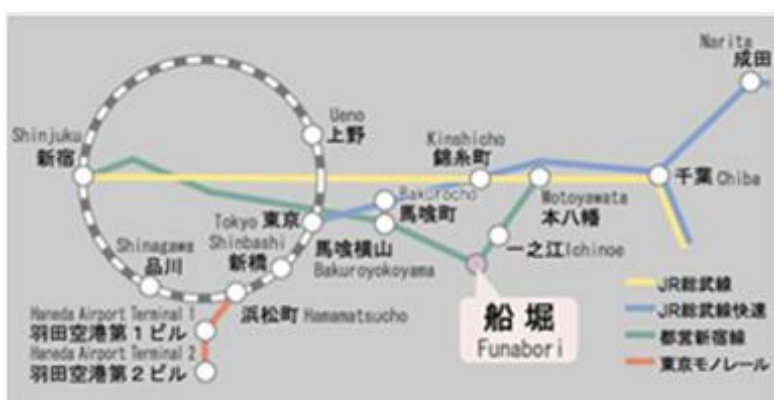 Narita
成田
Ueno
上野
Shinjuku
新宿
Kinshicho
錦糸町
千葉 Chiba
Bakurocho
馬喰町
Motoyawata
本八幡
Tokyo 東京
馬喰横山
Bakuroyokoyama
一之江 Ichinoe
Shinbashi
新橋
Shinagawa
品川
浜松町 Hamamatsucho
Haneda Airport Terminal 1
羽田空港第1ビル
Haneda Airport Terminal 2
羽田空港第2ビル
船堀
Funabori
JR総武線
JR総武線快速
都営新宿線
東京モノレール